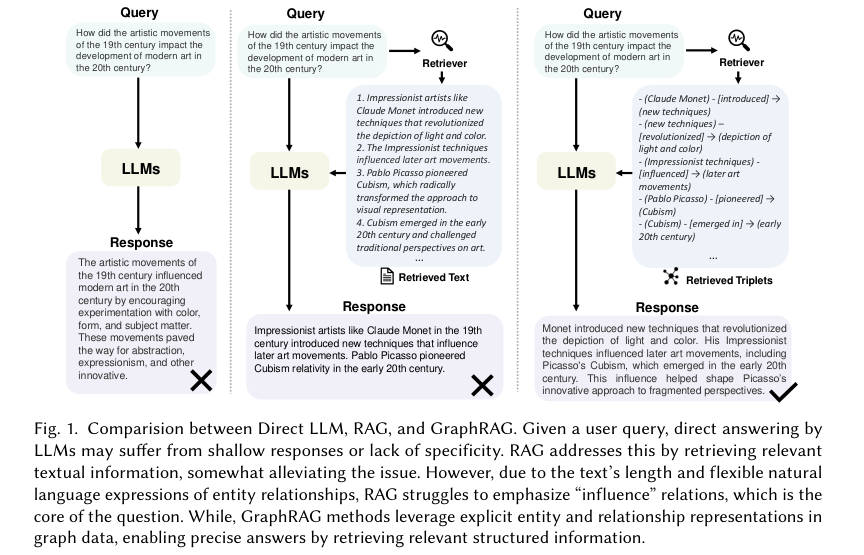 Query
How did the artistic movements
of the 19th century impact the
development of modern art in
the 20th century?
LLMs
Response
The artistic movements of
the 19th century influenced
modern art in the 20th
century by encouraging
experimentation with color,
form, and subject matter.
These movements paved
the way for abstraction,
expressionism, and other
innovative.
Query
How did the artistic movements
of the 19th century impact the
development of modern art in
the 20th century?
Retriever
1. Impressionist artists like
Claude Monet introduced new
techniques that revolutionized
the depiction of light and color.
2. The Impressionist techniques
influenced later art movements.
3. Pablo Picasso pioneered
Cubism, which radically
transformed the approach to
visual representation.
4. Cubism emerged in the early
20th century and challenged
traditional perspectives on art.
...
LLMs
Retrieved Text
Response
Impressionist artists like Claude Monet in the 19th
century introduced new techniques that influence
later art movements. Pablo Picasso pioneered
Cubism relativity in the early 20th century.
Query
How did the artistic movements
of the 19th century impact the
development of modern art in
the 20th century?
Retriever
- (Claude Monet) - [introduced] →
(new techniques)
- (new techniques) –
[revolutionized] → (depiction of
light and color)
- (Impressionist techniques) -
[influenced] → (later art
movements)
- (Pablo Picasso) - [pioneered] →
(Cubism)
- (Cubism) - [emerged in] → (early
20th century)
...
LLMs
Retrieved Triplets
Response
Monet introduced new techniques that revolutionized
the depiction of light and color. His Impressionist
techniques influenced later art movements, including
Picasso's Cubism, which emerged in the early 20th
century. This influence helped shape Picasso's
innovative approach to fragmented perspectives.
Fig. 1. Comparision between Direct LLM, RAG, and GraphRAG. Given a user query, direct answering by
LLMs may suffer from shallow responses or lack of specificity. RAG addresses this by retrieving relevant
textual information, somewhat alleviating the issue. However, due to the text's length and flexible natural
language expressions of entity relationships, RAG struggles to emphasize “influence” relations, which is the
core of the question. While, GraphRAG methods leverage explicit entity and relationship representations in
graph data, enabling precise answers by retrieving relevant structured information.